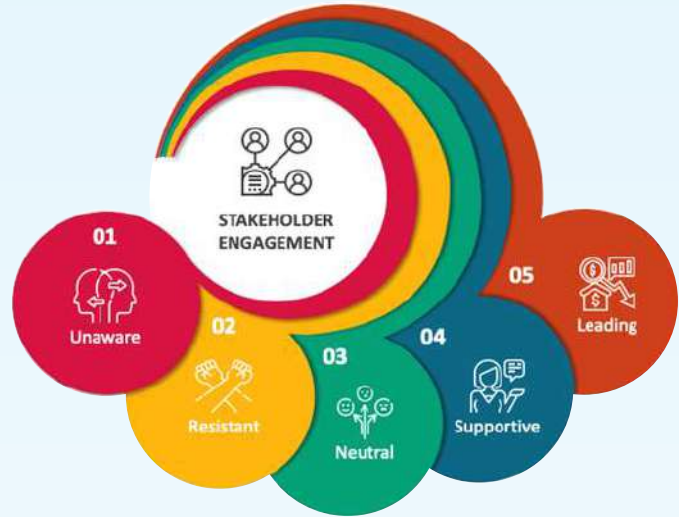 STAKEHOLDER
ENGAGEMENT
01
Unaware
02
Resistant
03
Neutral
04
Supportive
05
Leading